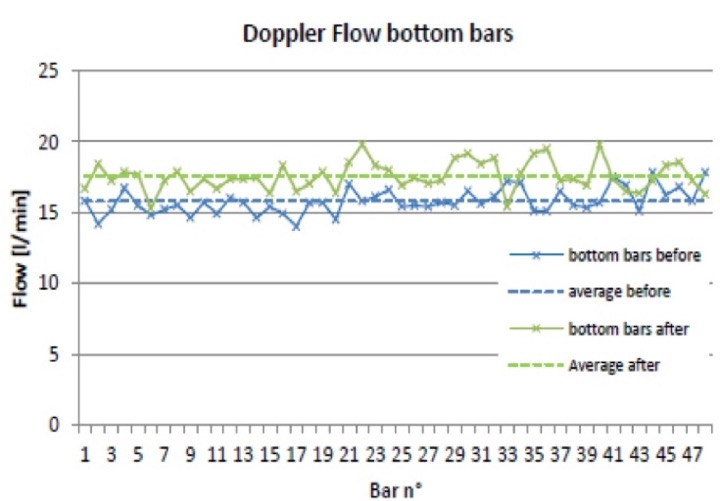 Doppler Flow bottom bars
25
20
15
10
5
0
Flow [l/min]
bottom bars before
average before
bottom bars after
Average after
1 3 5 7 9 11 13 15 17 19 21 23 25 27 29 31 33 35 37 39 41 43 45 47
Bar n°